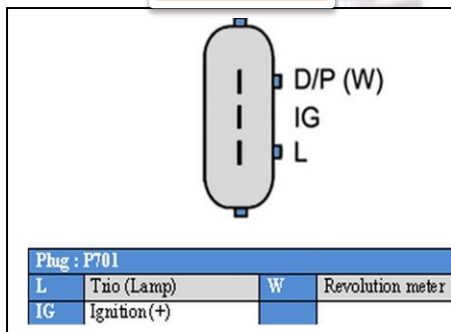 D/P (W)
IG
L
Plug : P701
L Trio (Lamp) W Revolution meter
IG Ignition (+)